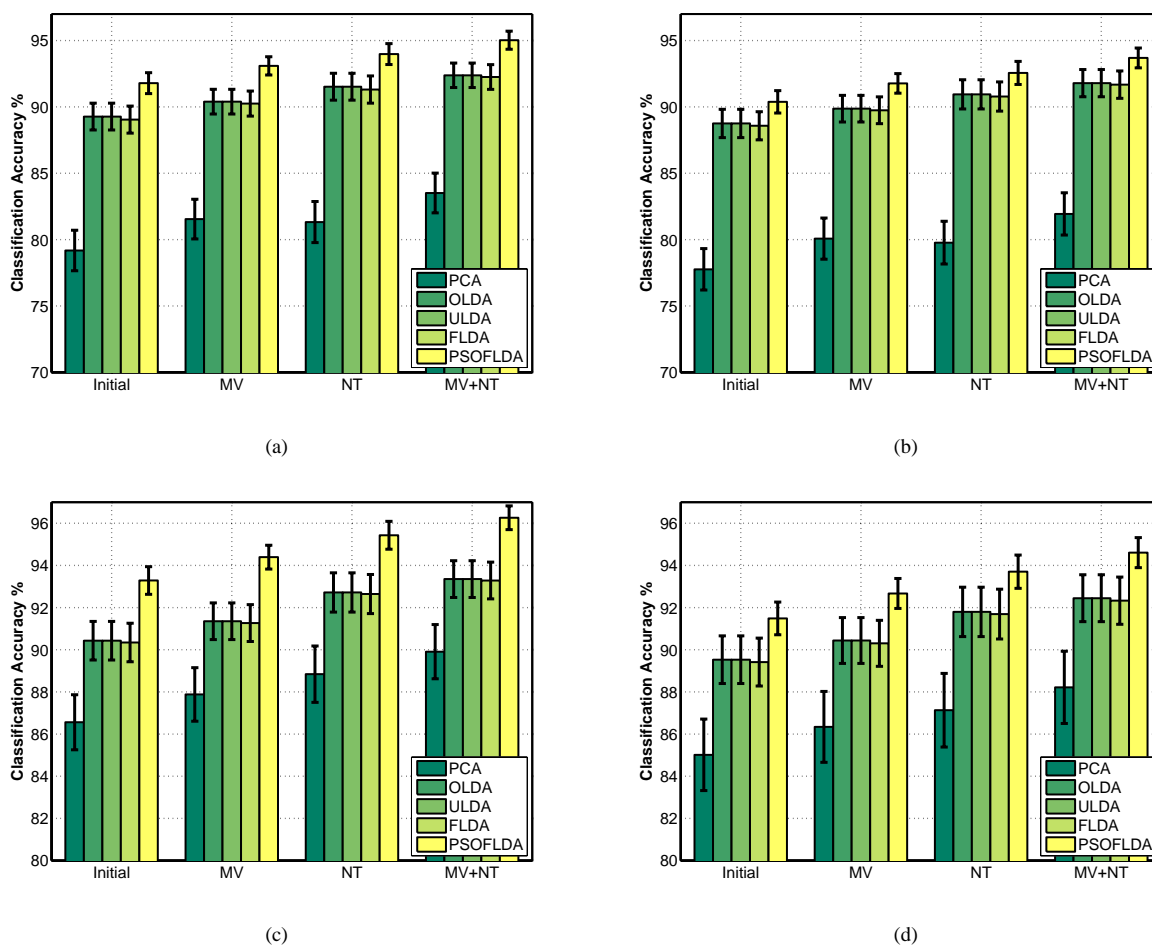 95
90
85
80
75
70
Classification Accuracy %
Initial MV NT MV+NT
PCA
OLDA
ULDA
FLDA
PSOFLDA
(a)
95
90
85
80
75
70
Classification Accuracy %
Initial MV NT MV+NT
PCA
OLDA
ULDA
FLDA
PSOFLDA
(b)
96
94
92
90
88
86
84
82
80
Classification Accuracy %
Initial MV NT MV+NT
PCA
OLDA
ULDA
FLDA
PSOFLDA
(c)
96
94
92
90
88
86
84
82
80
Classification Accuracy %
Initial MV NT MV+NT
PCA
OLDA
ULDA
FLDA
PSOFLDA
(d)